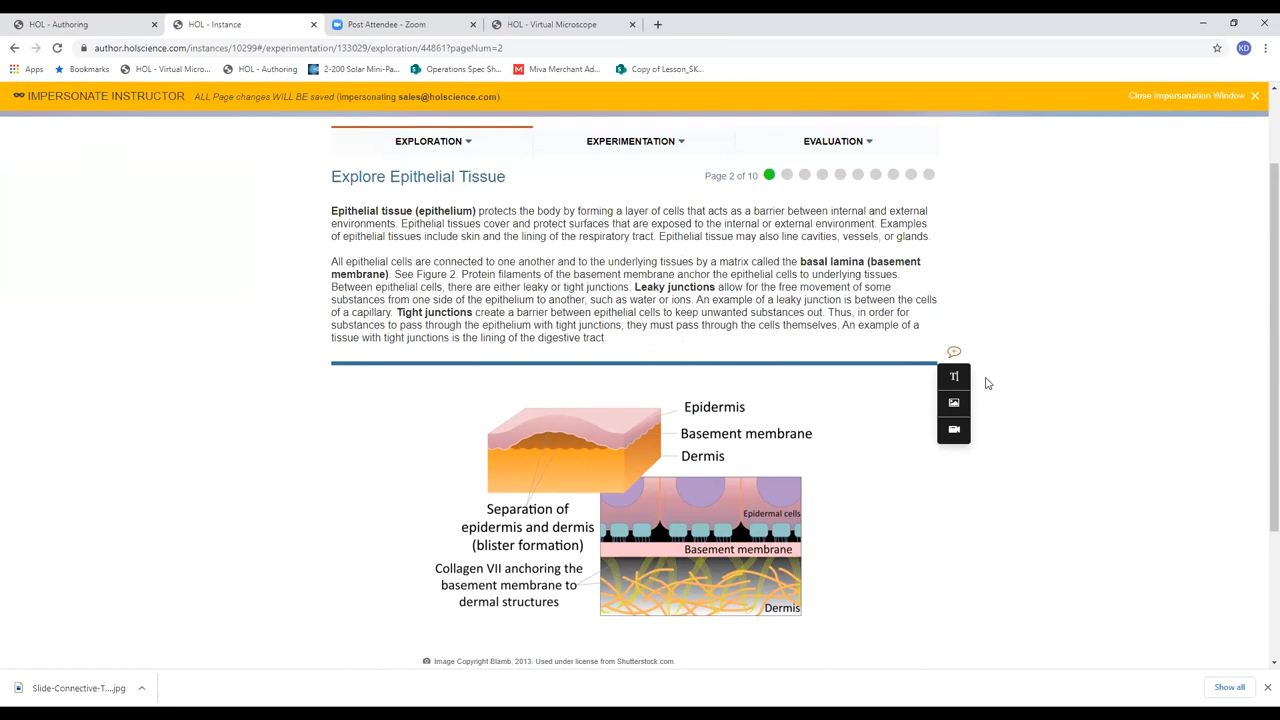 HOL - Authoring
HOL - Instance
Post Attendee - Zoom
HOL - Virtual Microscope
author.holscience.com/instances/10299#/experimentation/133029/exploration/44861?pageNum=2
KD
Apps
Bookmarks
HOL - Virtual Micro...
HOL - Authoring
2-200 Solar Mini-Pa...
Operations Spec Sh...
Miva Merchant Ad...
Copy of Lesson_SK...
IMPERSONATE INSTRUCTOR ALL Page changes WILL BE saved (impersonating sales@holscience.com).
Close Impersonation Window
EXPLORATION
EXPERIMENTATION
EVALUATION
Explore Epithelial Tissue
Page 2 of 10
Epithelial tissue (epithelium) protects the body by forming a layer of cells that acts as a barrier between internal and external
environments. Epithelial tissues cover and protect surfaces that are exposed to the internal or external environment. Examples
of epithelial tissues include skin and the lining of the respiratory tract. Epithelial tissue may also line cavities, vessels, or glands.
All epithelial cells are connected to one another and to the underlying tissues by a matrix called the basal lamina (basement
membrane). See Figure 2. Protein filaments of the basement membrane anchor the epithelial cells to underlying tissues.
Between epithelial cells, there are either leaky or tight junctions. Leaky junctions allow for the free movement of some
substances from one side of the epithelium to another, such as water or ions. An example of a leaky junction is between the cells
of a capillary. Tight junctions create a barrier between epithelial cells to keep unwanted substances out. Thus, in order for
substances to pass through the epithelium with tight junctions, they must pass through the cells themselves. An example of a
tissue with tight junctions is the lining of the digestive tract.
T
Epidermis
Basement membrane
Dermis
Separation of
epidermis and dermis
(blister formation)
Epidermal cells
Basement membrane
Collagen VII anchoring the
basement membrane to
dermal structures
Dermis
Image Copyright Blamb, 2013. Used under license from Shutterstock.com.
Slide-Connective-T....jpg
Show all